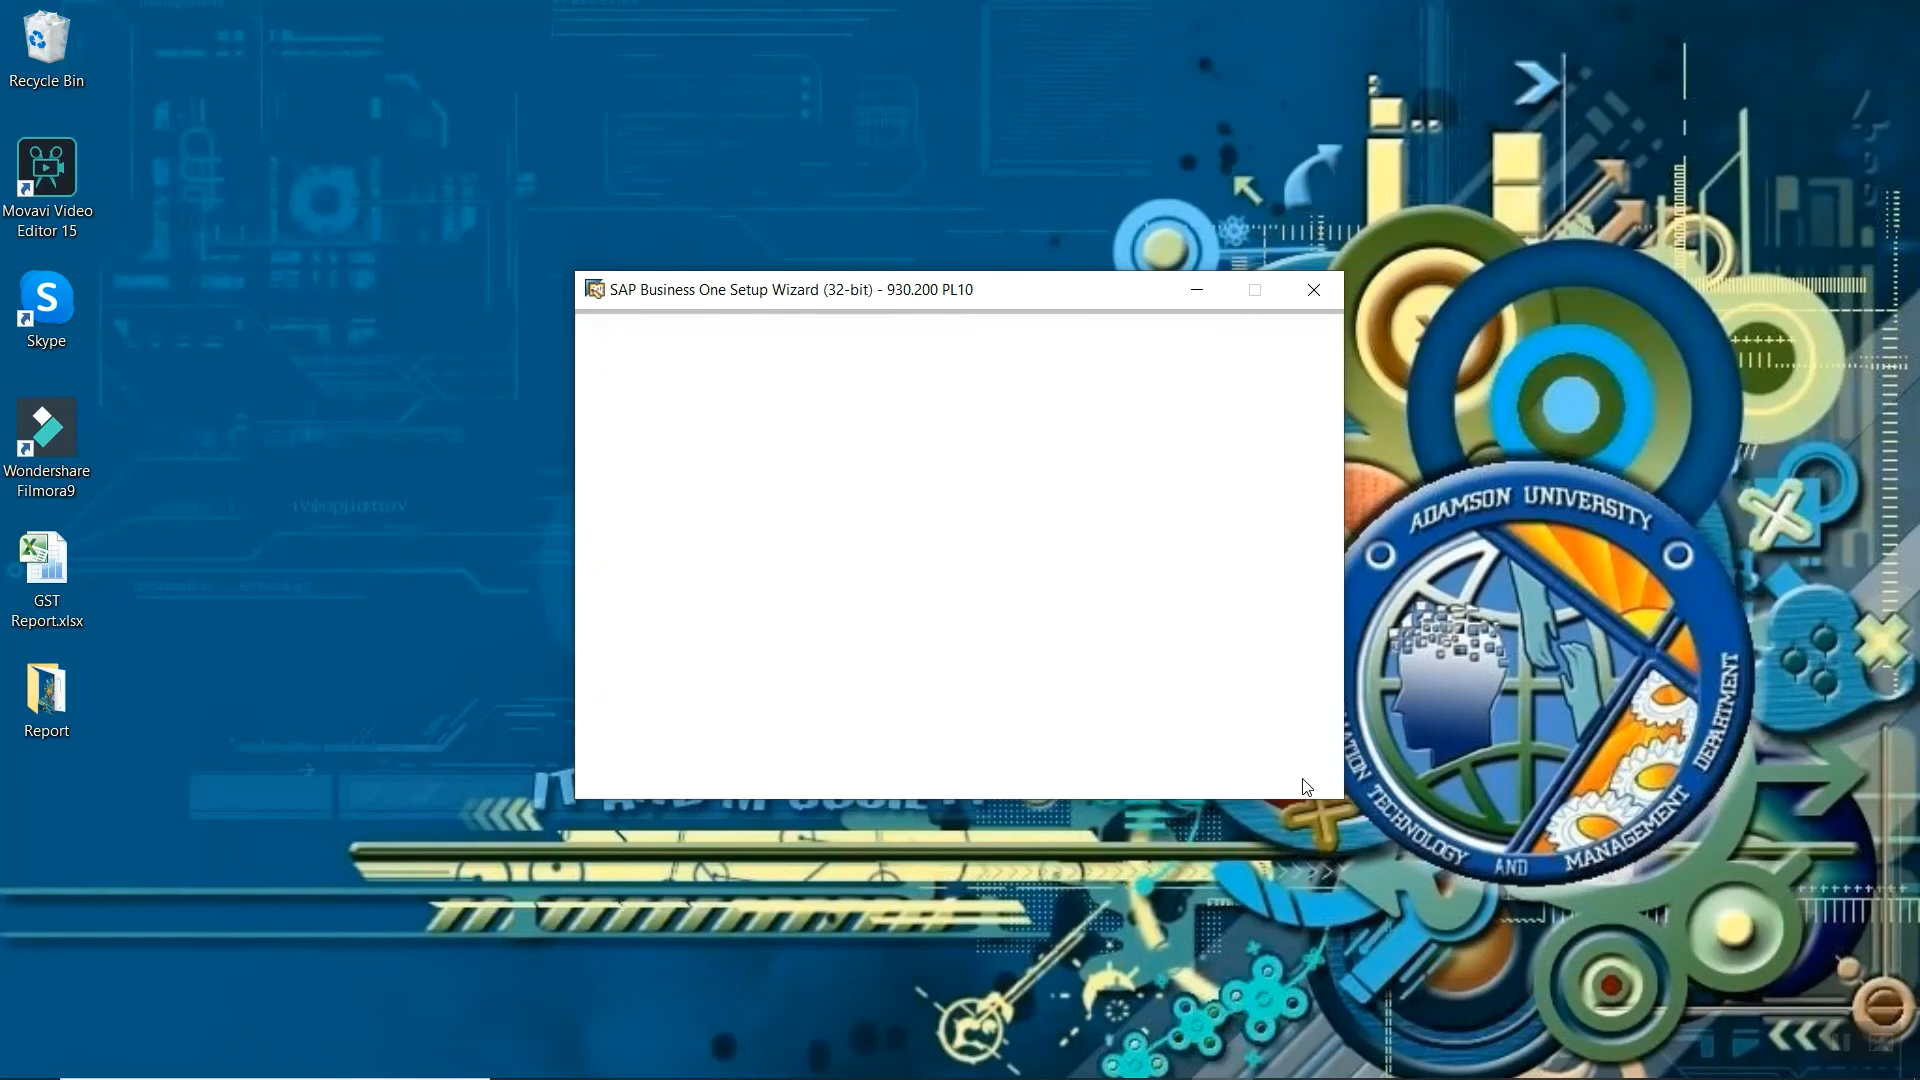 Recycle Bin
Movavi Video
Editor 15
Skype
Wondershare
Filmora9
GST
Report.xlsx
Report
SAP Business One Setup Wizard (32-bit) - 930.200 PL10
ADAMSON UNIVERSITY
TECHNOLOGY AND MANAGEMENT DEPARTMENT